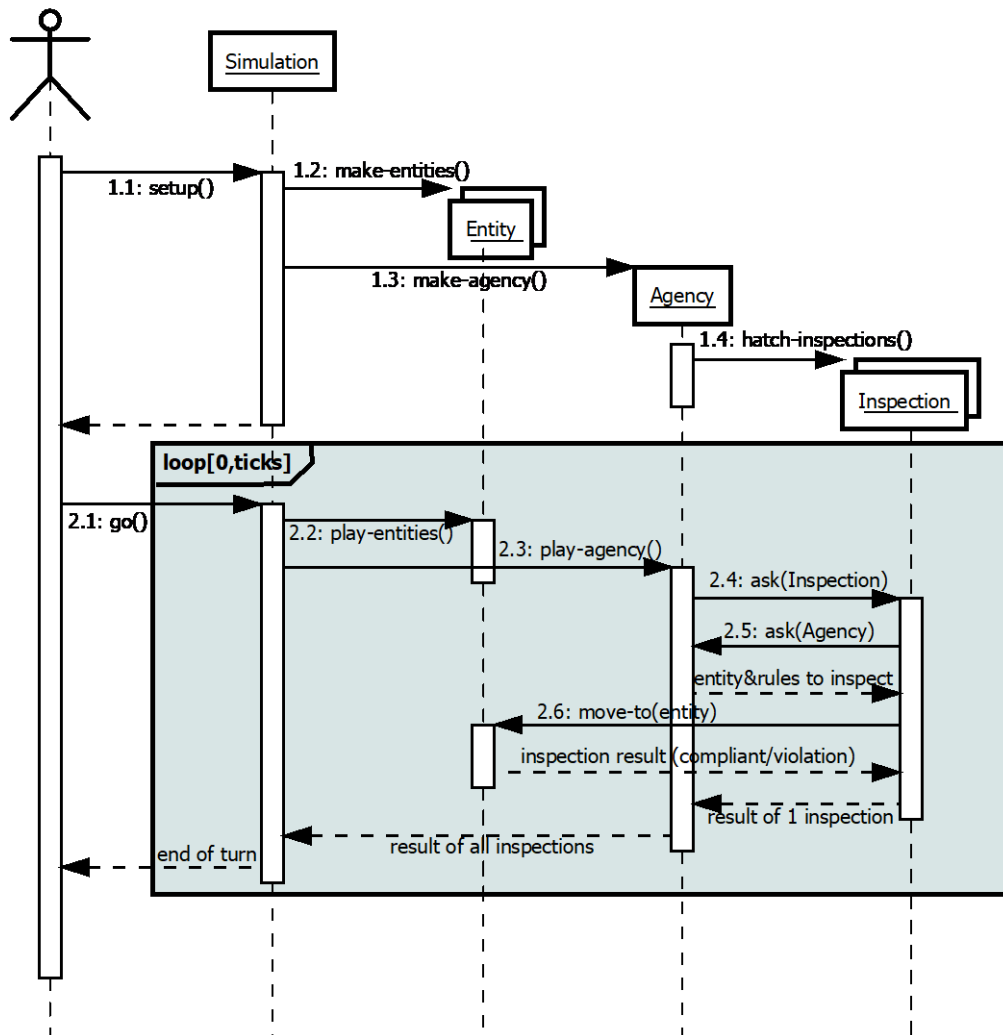 Simulation
1.1: setup()
1.2: make-entities()
Entity
1.3: make-agency()
Agency
1.4: hatch-inspections()
Inspection
loop[0,ticks]
2.1: go()
2.2: play-entities()
2.3: play-agency()
2.4: ask(Inspection)
2.5: ask(Agency)
entity&rules to inspect
2.6: move-to(entity)
inspection result (compliant/violation)
result of 1 inspection
result of all inspections
end of turn